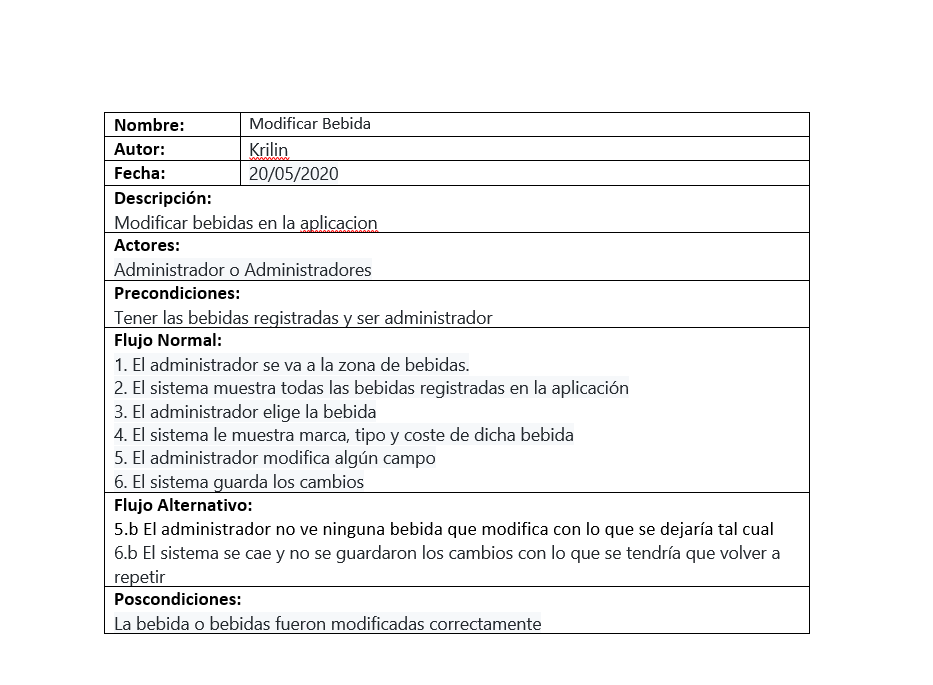 Nombre: Modificar Bebida
Autor: Krilin
Fecha: 20/05/2020
Descripción:
Modificar bebidas en la aplicacion
Actores:
Administrador o Administradores
Precondiciones:
Tener las bebidas registradas y ser administrador
Flujo Normal:
1. El administrador se va a la zona de bebidas.
2. El sistema muestra todas las bebidas registradas en la aplicación
3. El administrador elige la bebida
4. El sistema le muestra marca, tipo y coste de dicha bebida
5. El administrador modifica algún campo
6. El sistema guarda los cambios
Flujo Alternativo:
5.b El administrador no ve ninguna bebida que modifica con lo que se dejaría tal cual
6.b El sistema se cae y no se guardaron los cambios con lo que se tendría que volver a
repetir
Poscondiciones:
La bebida o bebidas fueron modificadas correctamente